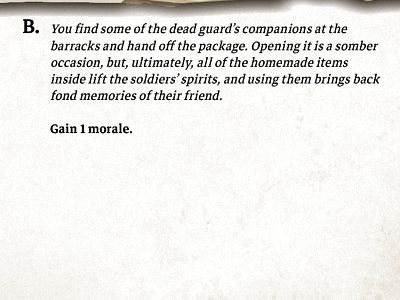 B. You find some of the dead guard’s companions at the
barracks and hand off the package. Opening it is a somber
occasion, but, ultimately, all of the homemade items
inside lift the soldiers’ spirits, and using them brings back
fond memories of their friend.
Gain 1 morale.